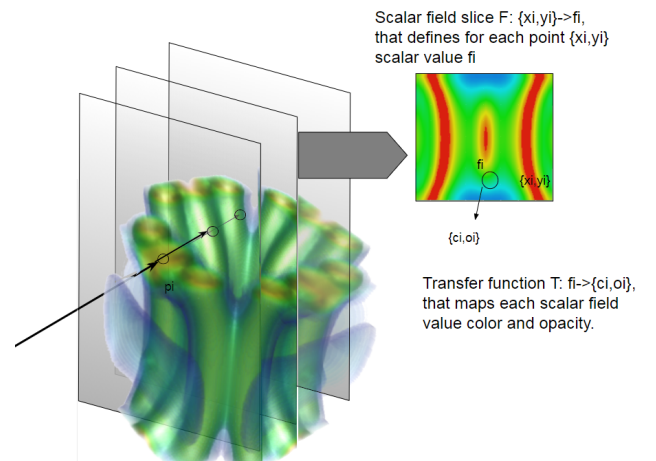 Scalar field slice F: {xi,yi}->fi,
that defines for each point {xi,yi}
scalar value fi
fi
{xi,yi}
{ci,oi}
pi
Transfer function T: fi->{ci,oi},
that maps each scalar field
value color and opacity.